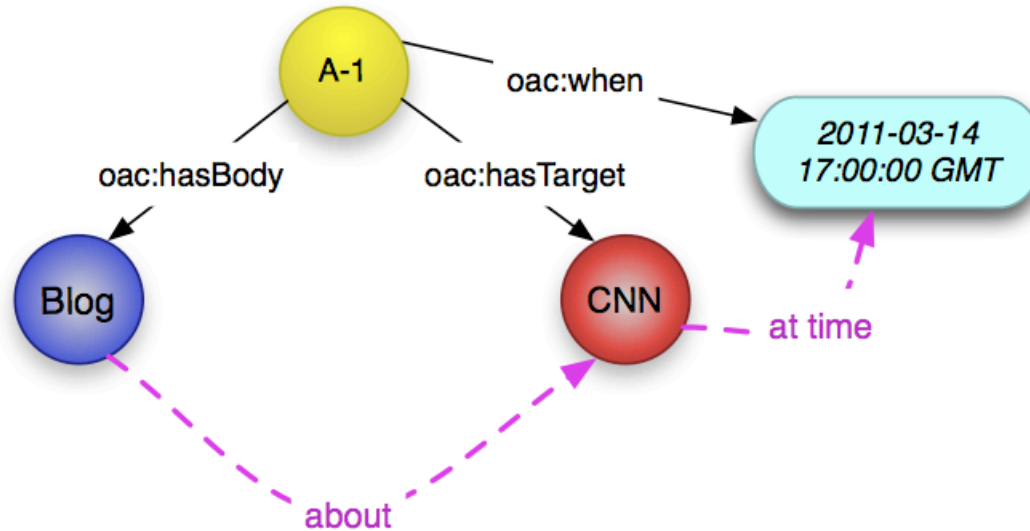 A-1
oac:when
2011-03-14
17:00:00 GMT
oac:hasBody
oac:hasTarget
Blog
CNN
at time
about